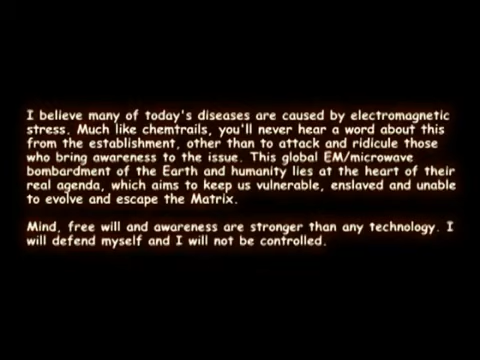 I believe many of today's diseases are caused by electromagnetic
stress. Much like chemtrails, you'll never hear a word about this
from the establishment, other than to attack and ridicule those
who bring awareness to the issue. This global EM/microwave
bombardment of the Earth and humanity lies at the heart of their
real agenda, which aims to keep us vulnerable, enslaved and unable
to evolve and escape the Matrix.
Mind, free will and awareness are stronger than any technology. I
will defend myself and I will not be controlled.